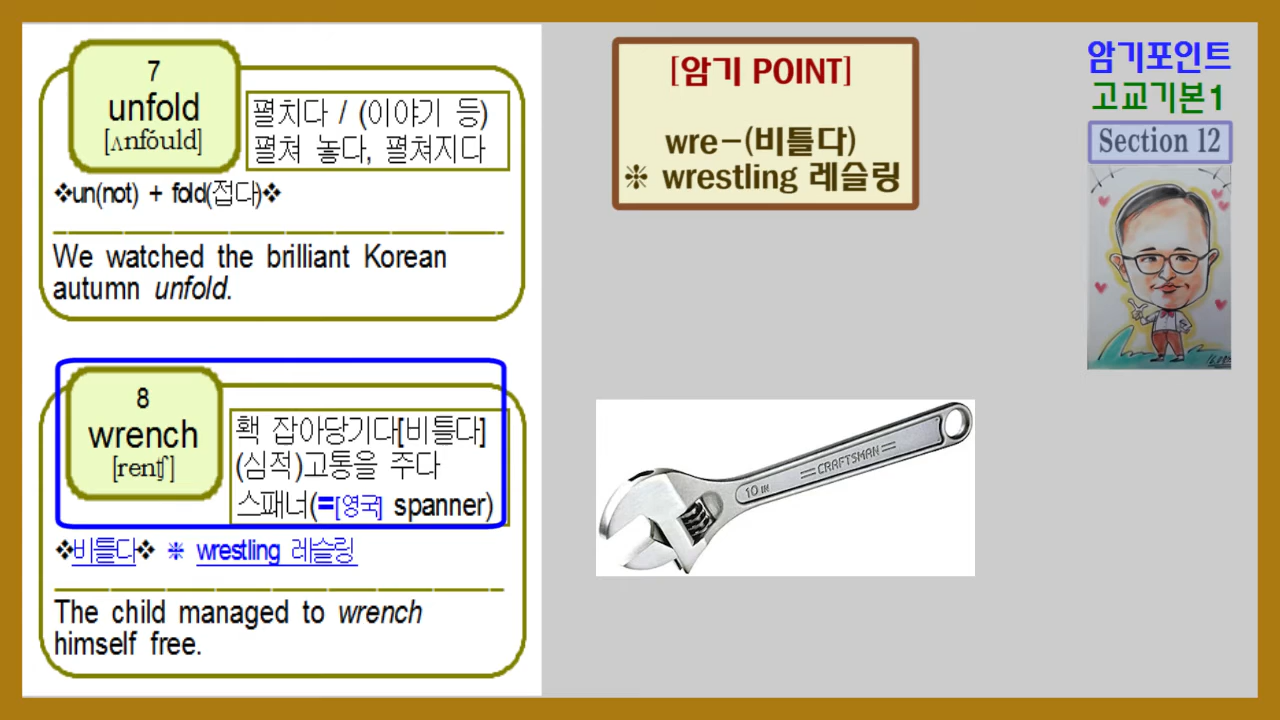 7
unfold
[ʌnfóuld]
펼치다 / (이야기 등)
펼쳐 놓다, 펼쳐지다
❖un(not) + fold(접다)❖
We watched the brilliant Korean
autumn unfold.
8
wrench
[rentʃ]
홱 잡아당기다[비틀다]
(심적)고통을 주다
스패너(=[영국] spanner)
❖비틀다❖ ❈ wrestling 레슬링
The child managed to wrench
himself free.
[암기 POINT]
wre-(비틀다)
❈ wrestling 레슬링
CRAFTSMAN
10 IN
암기포인트
고교기본1
Section 12